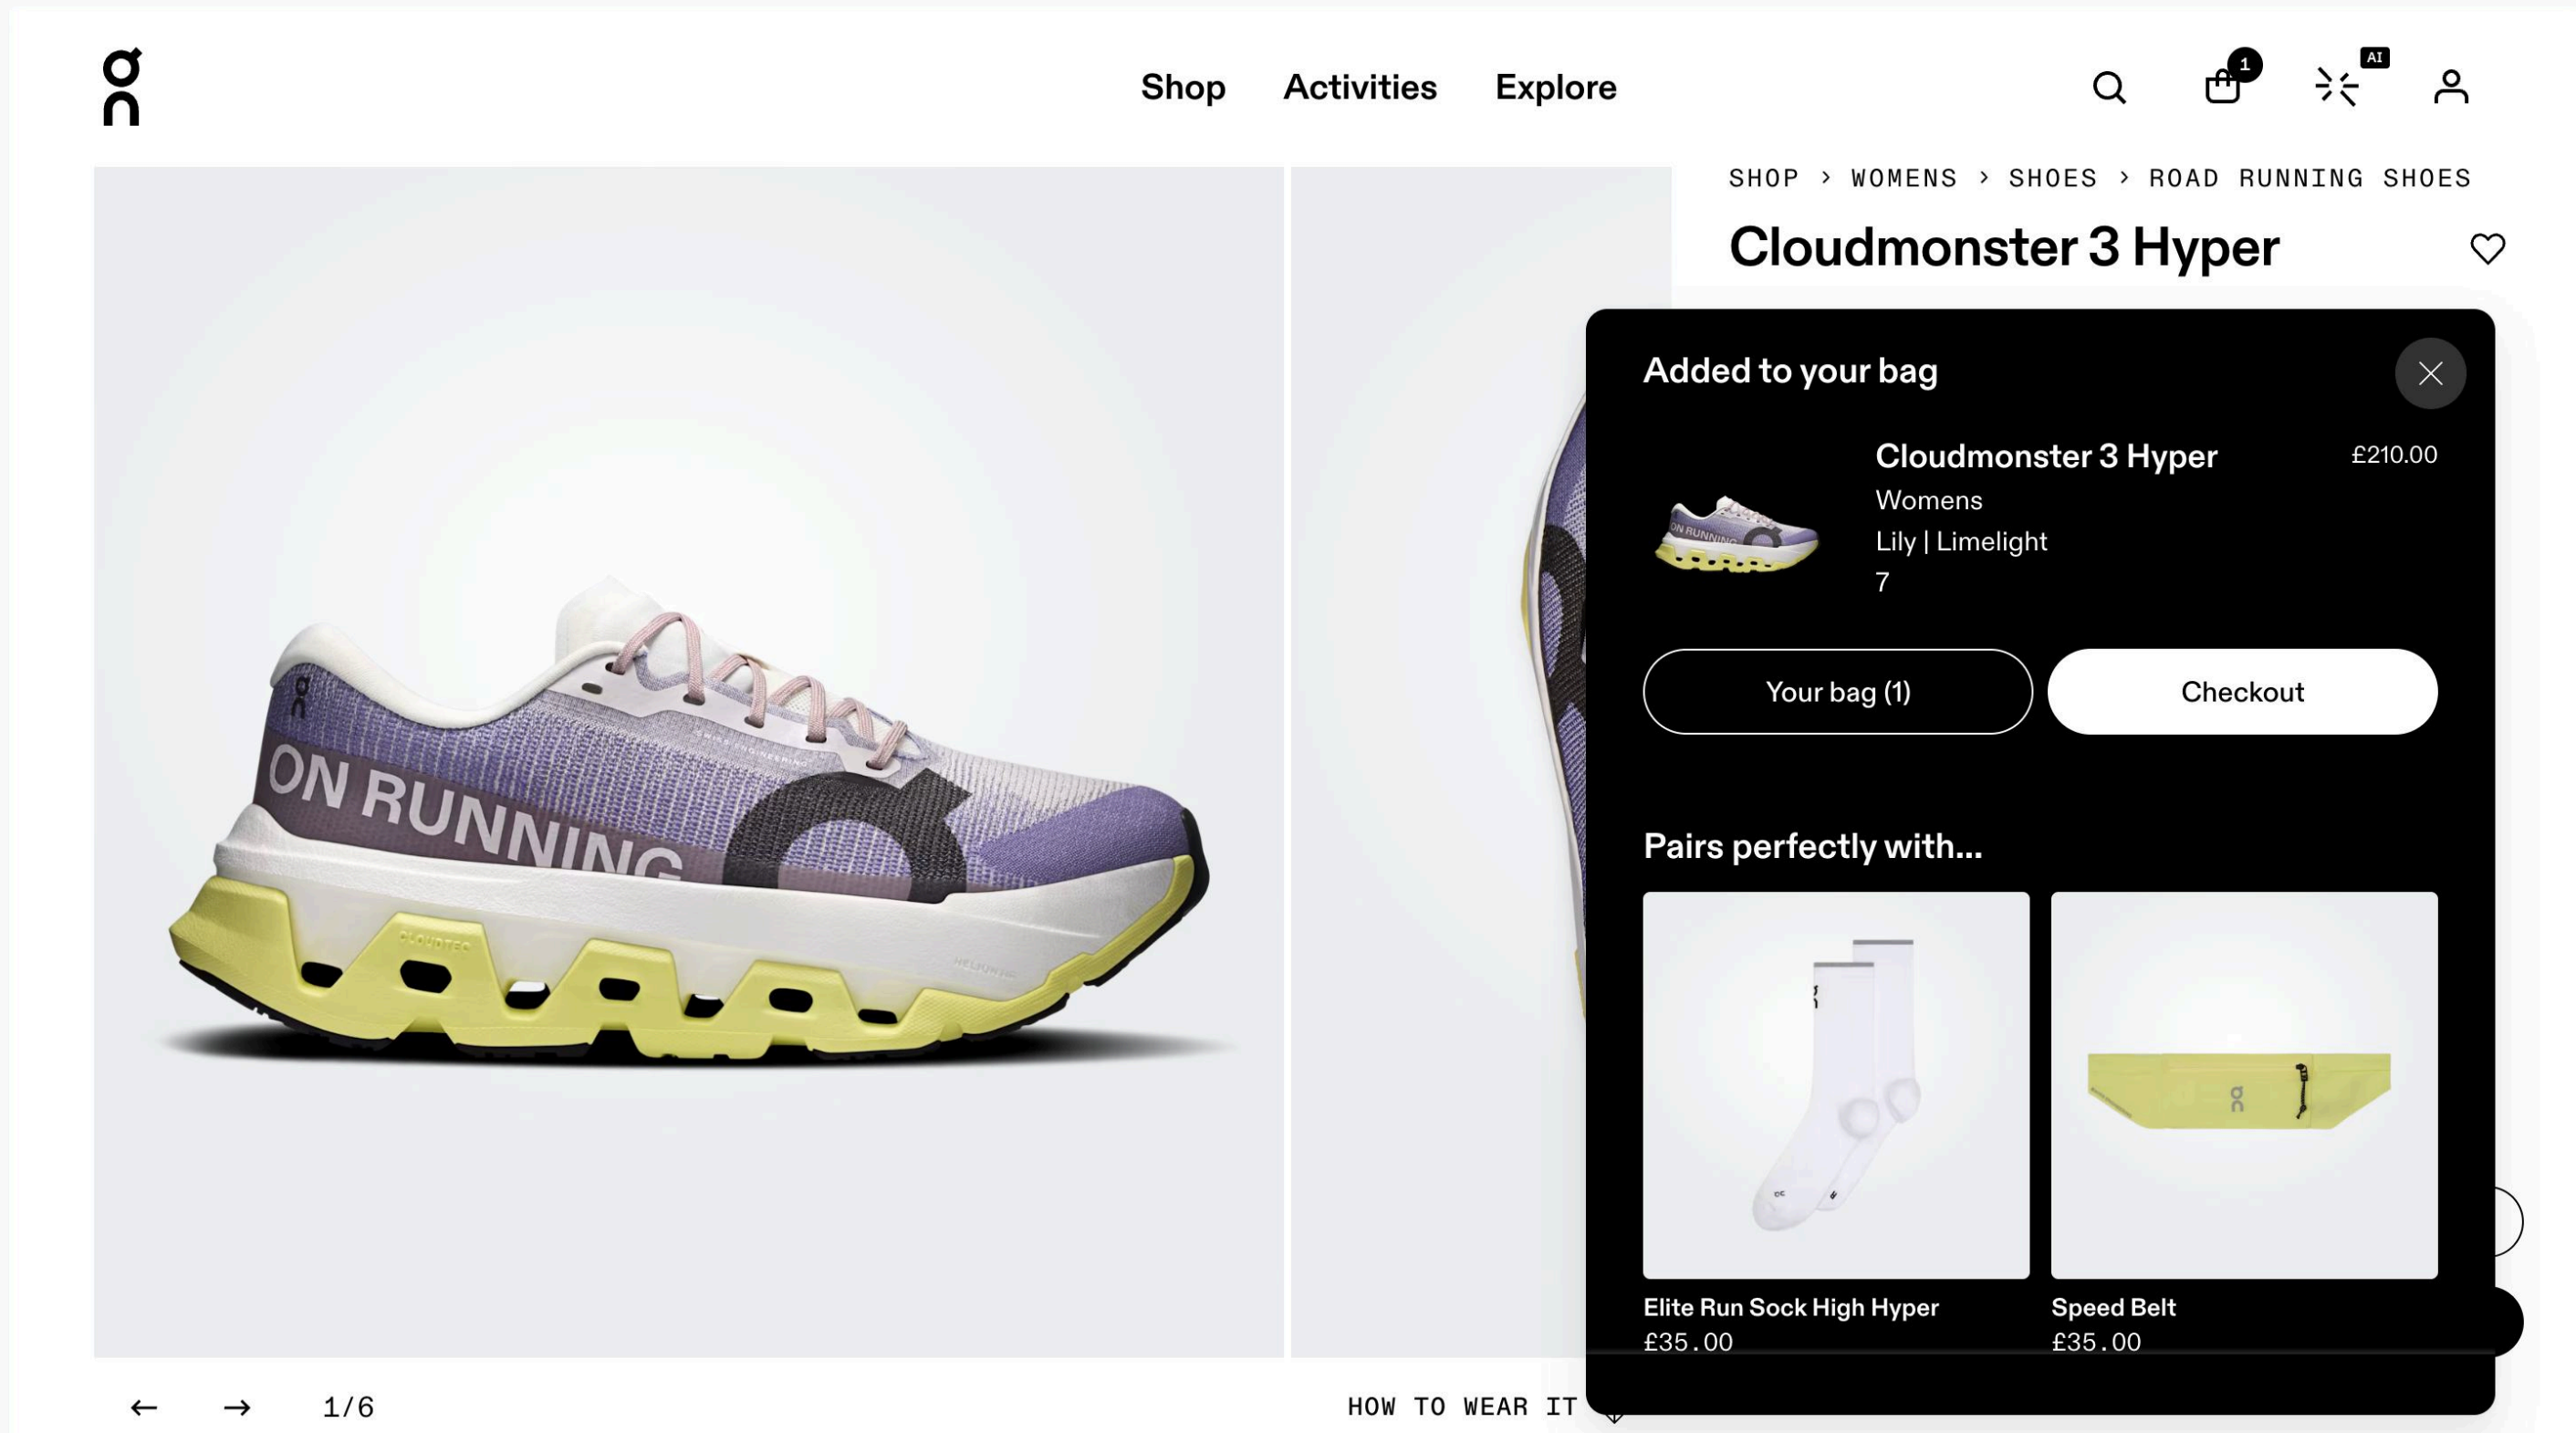 on
Shop Activities Explore
1
AI
SHOP > WOMENS > SHOES > ROAD RUNNING SHOES
Cloudmonster 3 Hyper
ON RUNNING
CLOUDTEC
Added to your bag
Cloudmonster 3 Hyper £210.00
Womens
Lily | Limelight
7
Your bag (1) Checkout
Pairs perfectly with...
Elite Run Sock High Hyper
£35.00
Speed Belt
£35.00
1/6
HOW TO WEAR IT